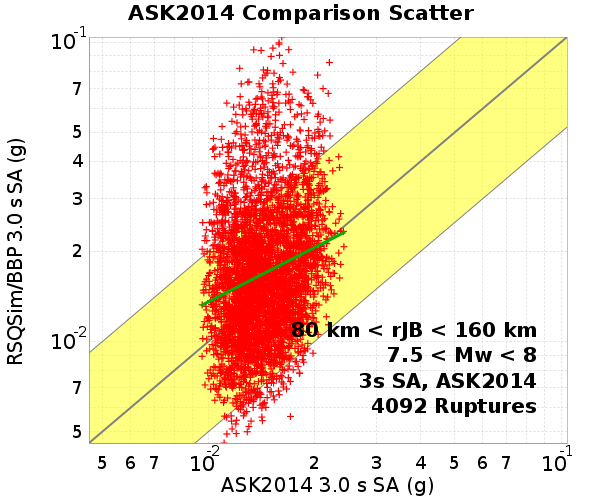 ASK2014 Comparison Scatter
RSQSim/BBP 3.0 s SA (g)
10-1
7
5
4
3
2
10-2
7
5
80 km < rJB < 160 km
7.5 < Mw < 8
3s SA, ASK2014
4092 Ruptures
5 6 7 10-2 2 3 4 5 6 7 10-1
ASK2014 3.0 s SA (g)